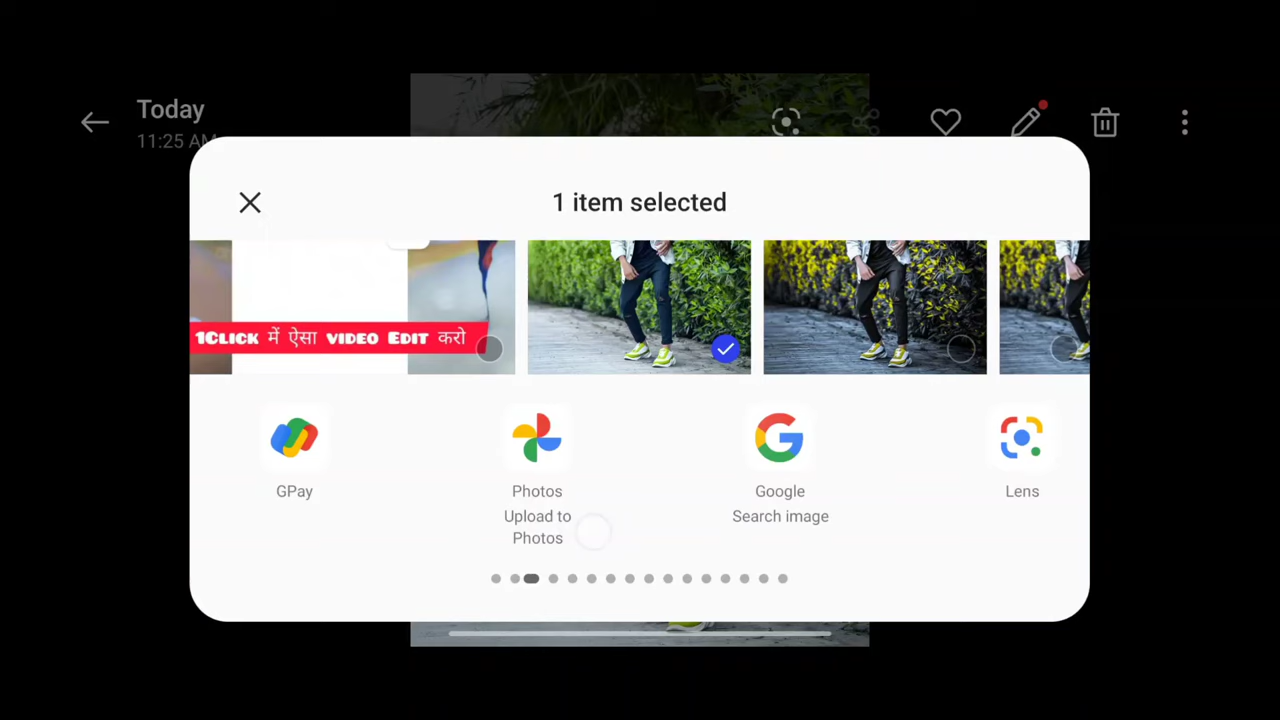 Today
11:25 AM
1 item selected
1Click में ऐसा video Edit करो
GPay
Photos
Google
Lens
Upload to
Photos
Search image